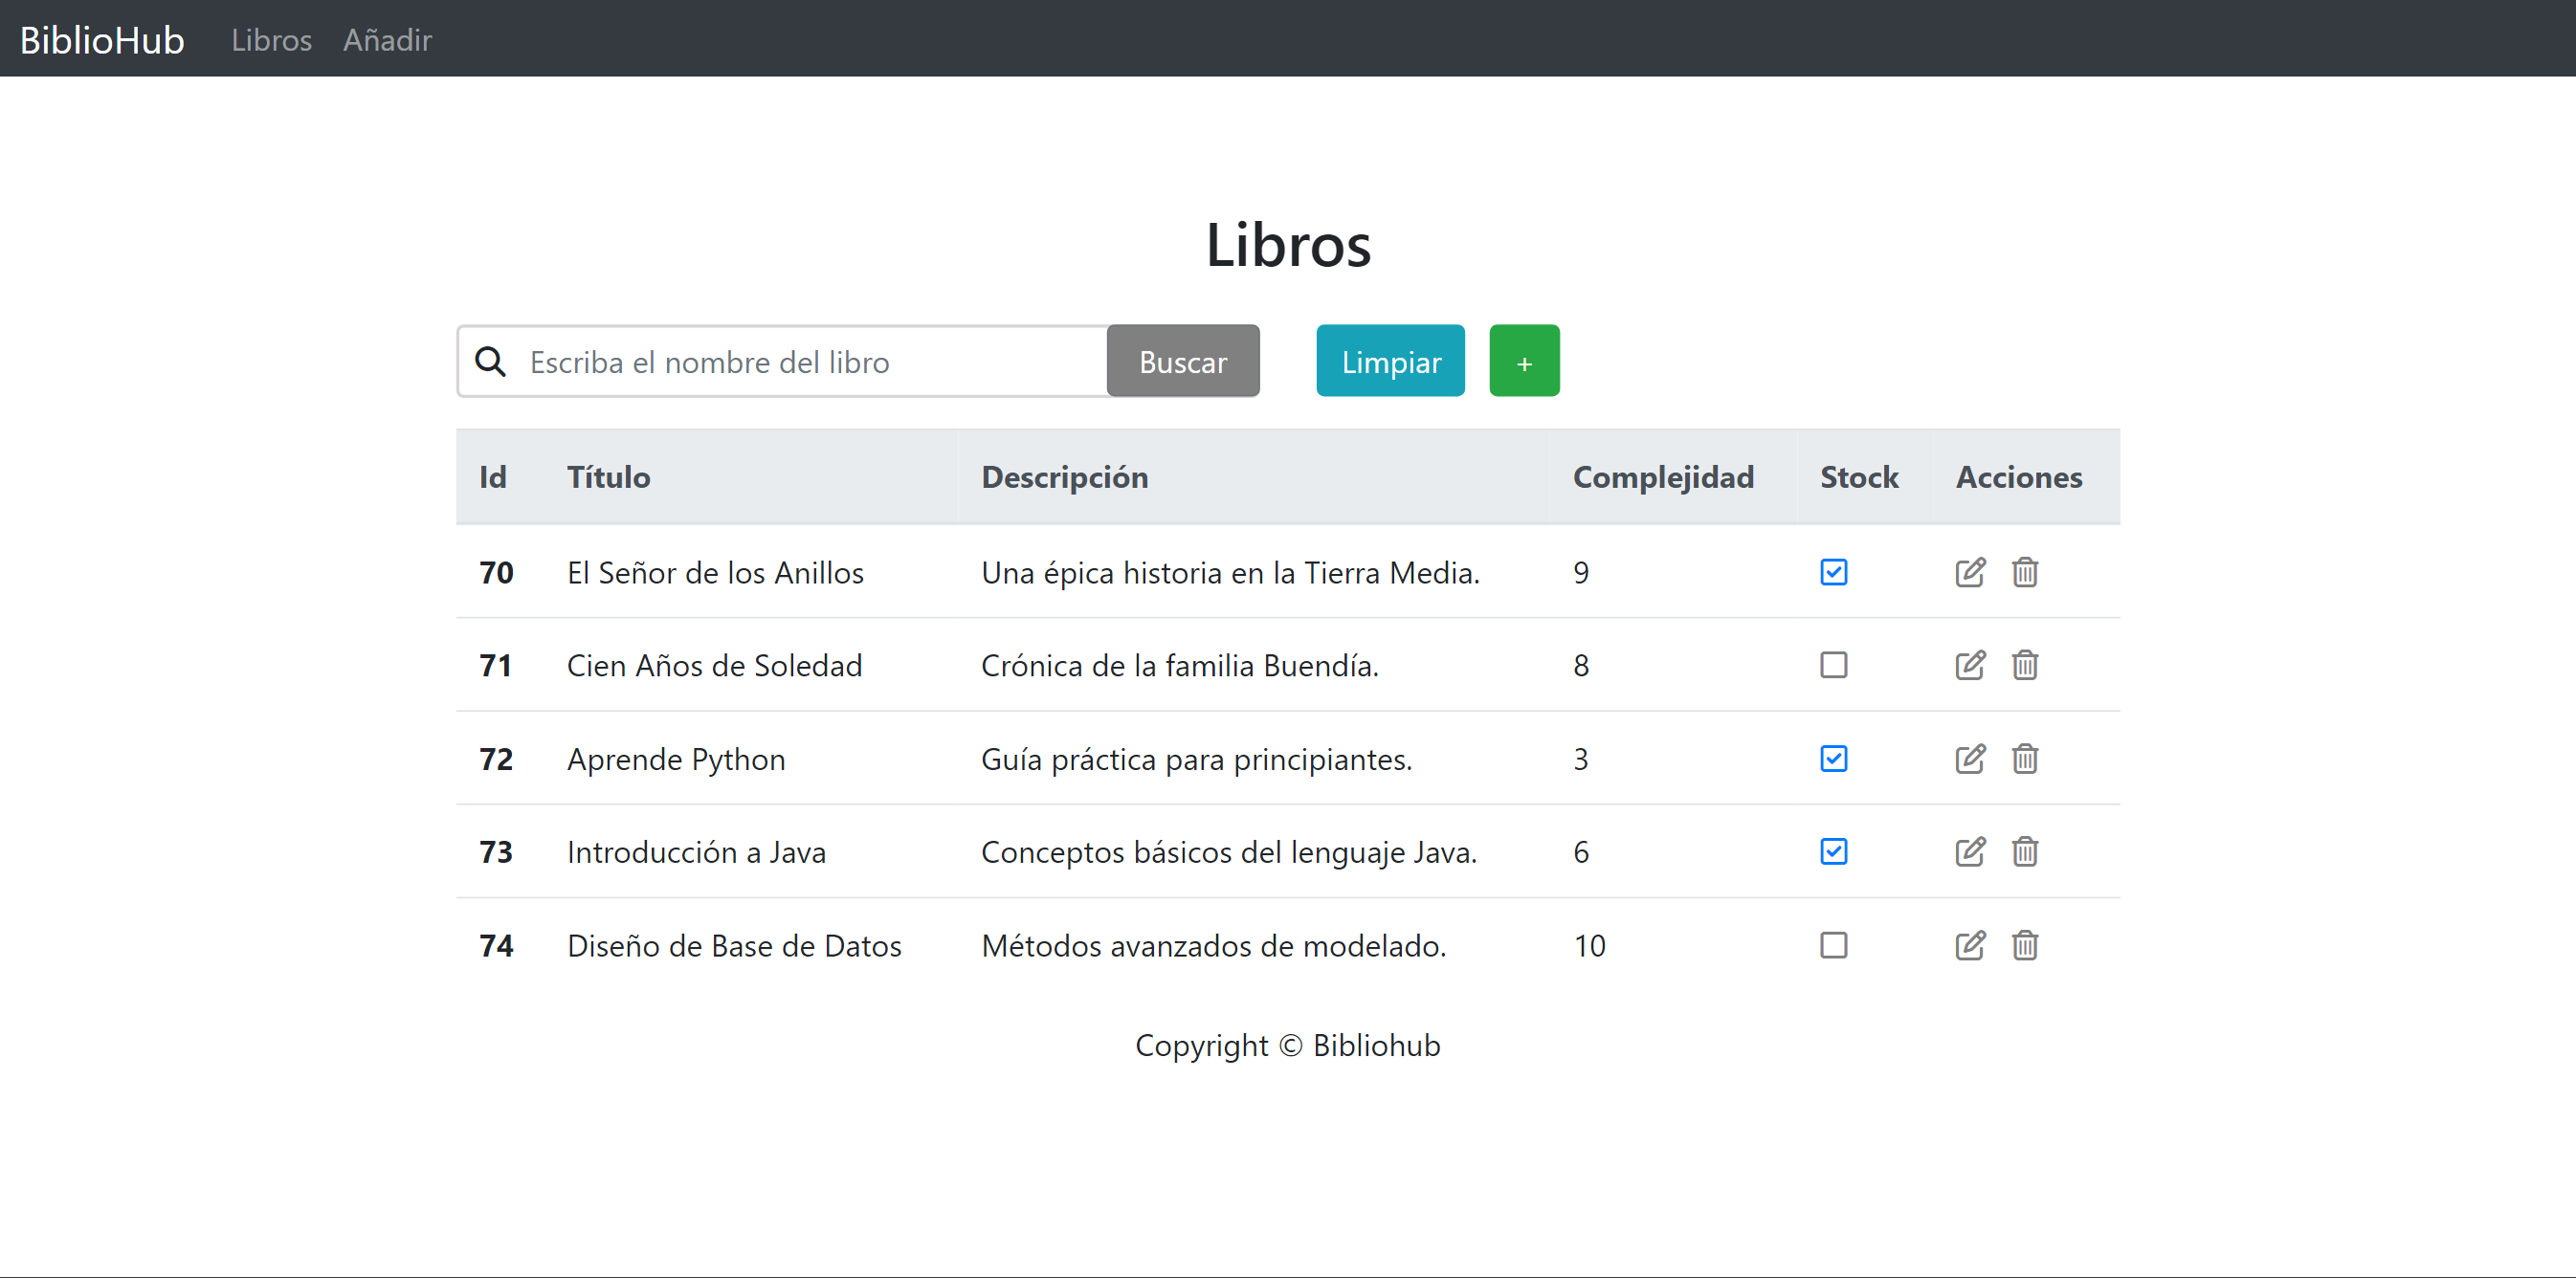 BiblioHub Libros Añadir
Libros
Escriba el nombre del libro Buscar Limpiar +
Id Título Descripción Complejidad Stock Acciones
70 El Señor de los Anillos Una épica historia en la Tierra Media. 9
71 Cien Años de Soledad Crónica de la familia Buendía. 8
72 Aprende Python Guía práctica para principiantes. 3
73 Introducción a Java Conceptos básicos del lenguaje Java. 6
74 Diseño de Base de Datos Métodos avanzados de modelado. 10
Copyright © Bibliohub